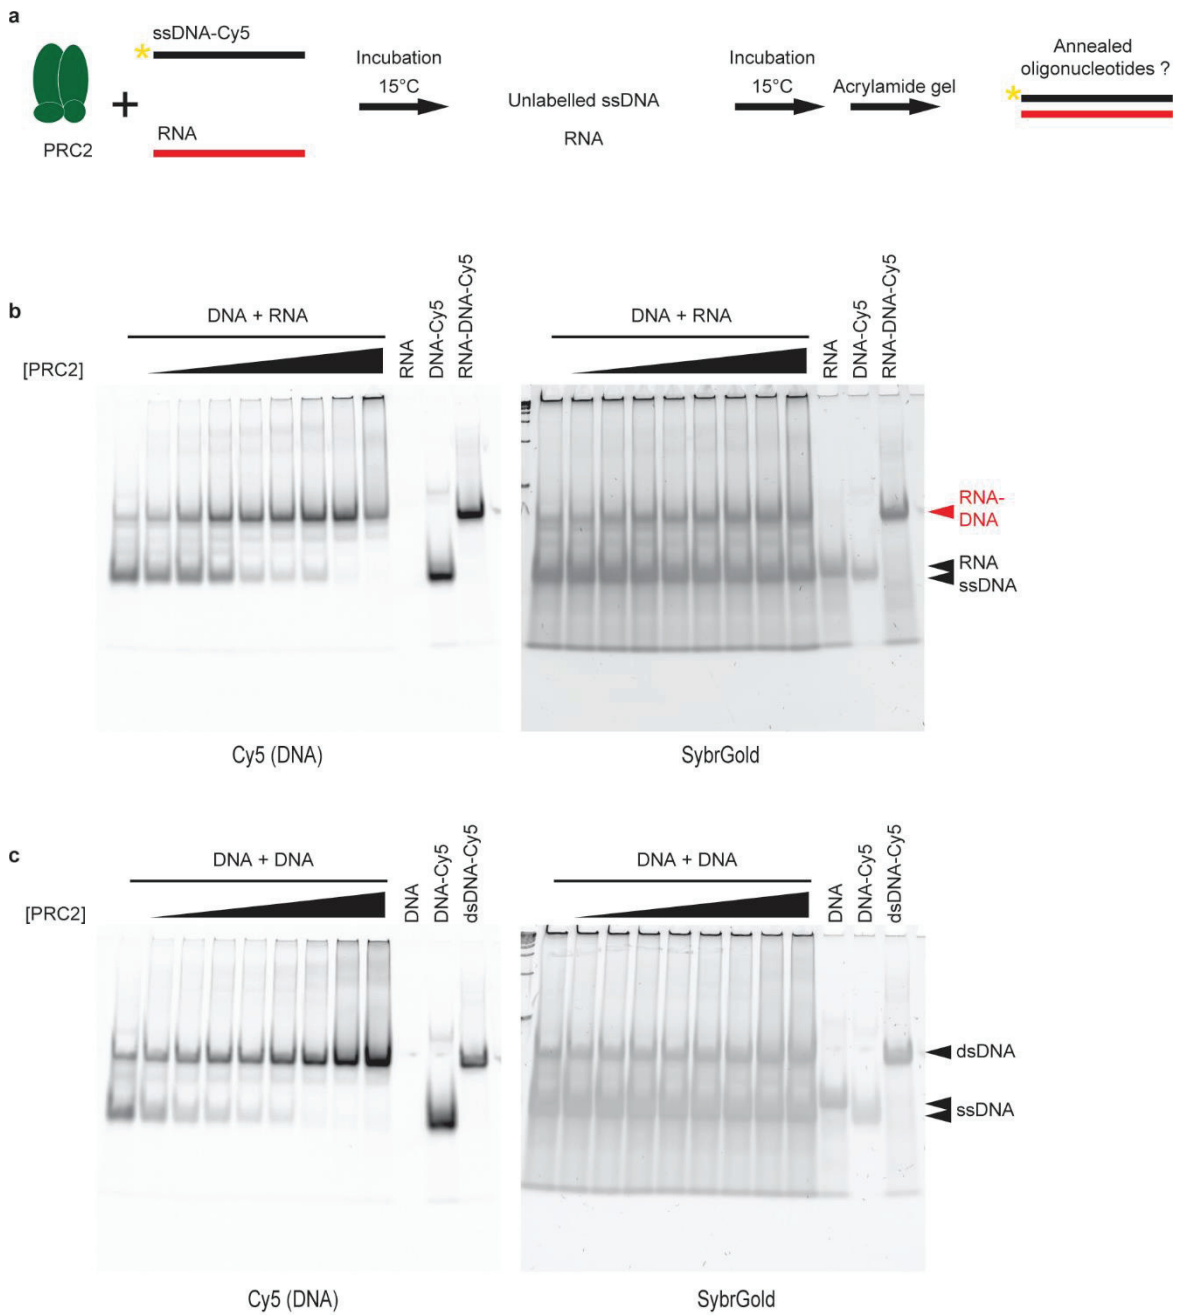 a
ssDNA-Cy5
*
+
PRC2
RNA
Incubation
15°C
Unlabelled ssDNA
RNA
Incubation
15°C
Acrylamide gel
Annealed
oligonucleotides ?
*
b
DNA + RNA
RNA
DNA-Cy5
RNA-DNA-Cy5
DNA + RNA
RNA
DNA-Cy5
RNA-DNA-Cy5
[PRC2]
RNA-
DNA
RNA
ssDNA
Cy5 (DNA)
SybrGold
c
DNA + DNA
DNA
DNA-Cy5
dsDNA-Cy5
DNA + DNA
DNA
DNA-Cy5
dsDNA-Cy5
[PRC2]
dsDNA
ssDNA
Cy5 (DNA)
SybrGold